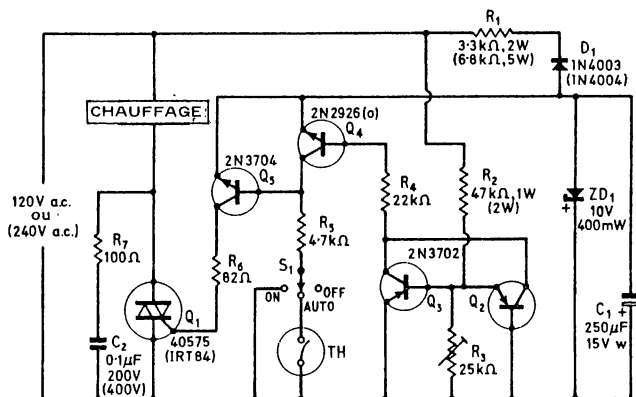 R1
3·3kΩ,2W
(6·8kΩ,5W)
D1
1N4003
(1N4004)
CHAUFFAGE
2N2926(o)
Q4
2N3704
Q5
120V a.c.
ou
(240V a.c.)
R7
100Ω
R6
82Ω
R5
4·7kΩ
R4
22kΩ
R2
47kΩ,1W
(2W)
ZD1
10V
400mW
+
S1
ON
OFF
AUTO
2N3702
Q3
Q2
Q1
40575
(IRT84)
C2
0·1µF
200V
(400V)
TH
R3
25kΩ
C1
+
250µF
15V w